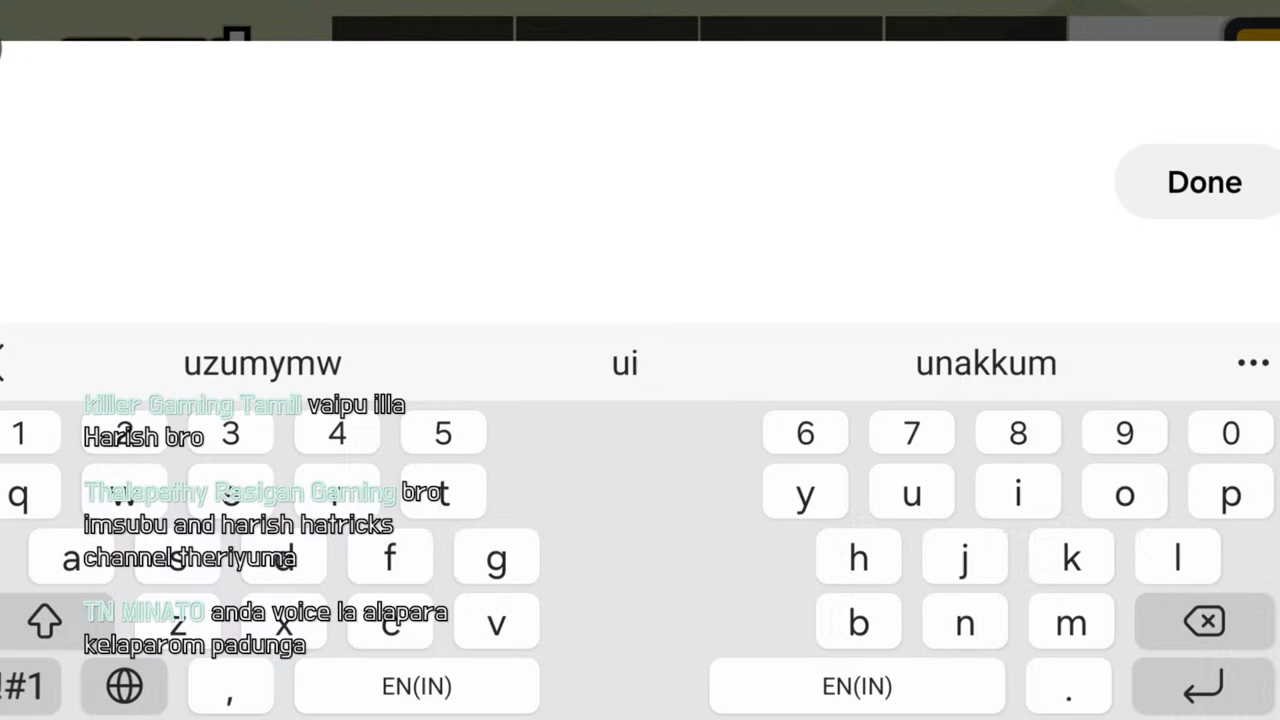 Done
uzumymw ui unakkum
killer Gaming Tamil vaipu illa
Harish bro
1 2 3 4 5 6 7 8 9 0
Thalapathy Rasigan Gaming bro
imsubu and harish hatricks
channel theriyuma
q w e r t y u i o p
a s d f g h j k l
TN MINATO anda voice la alapara
kelaparom padunga
z x c v b n m
!#1 , EN(IN) EN(IN) .